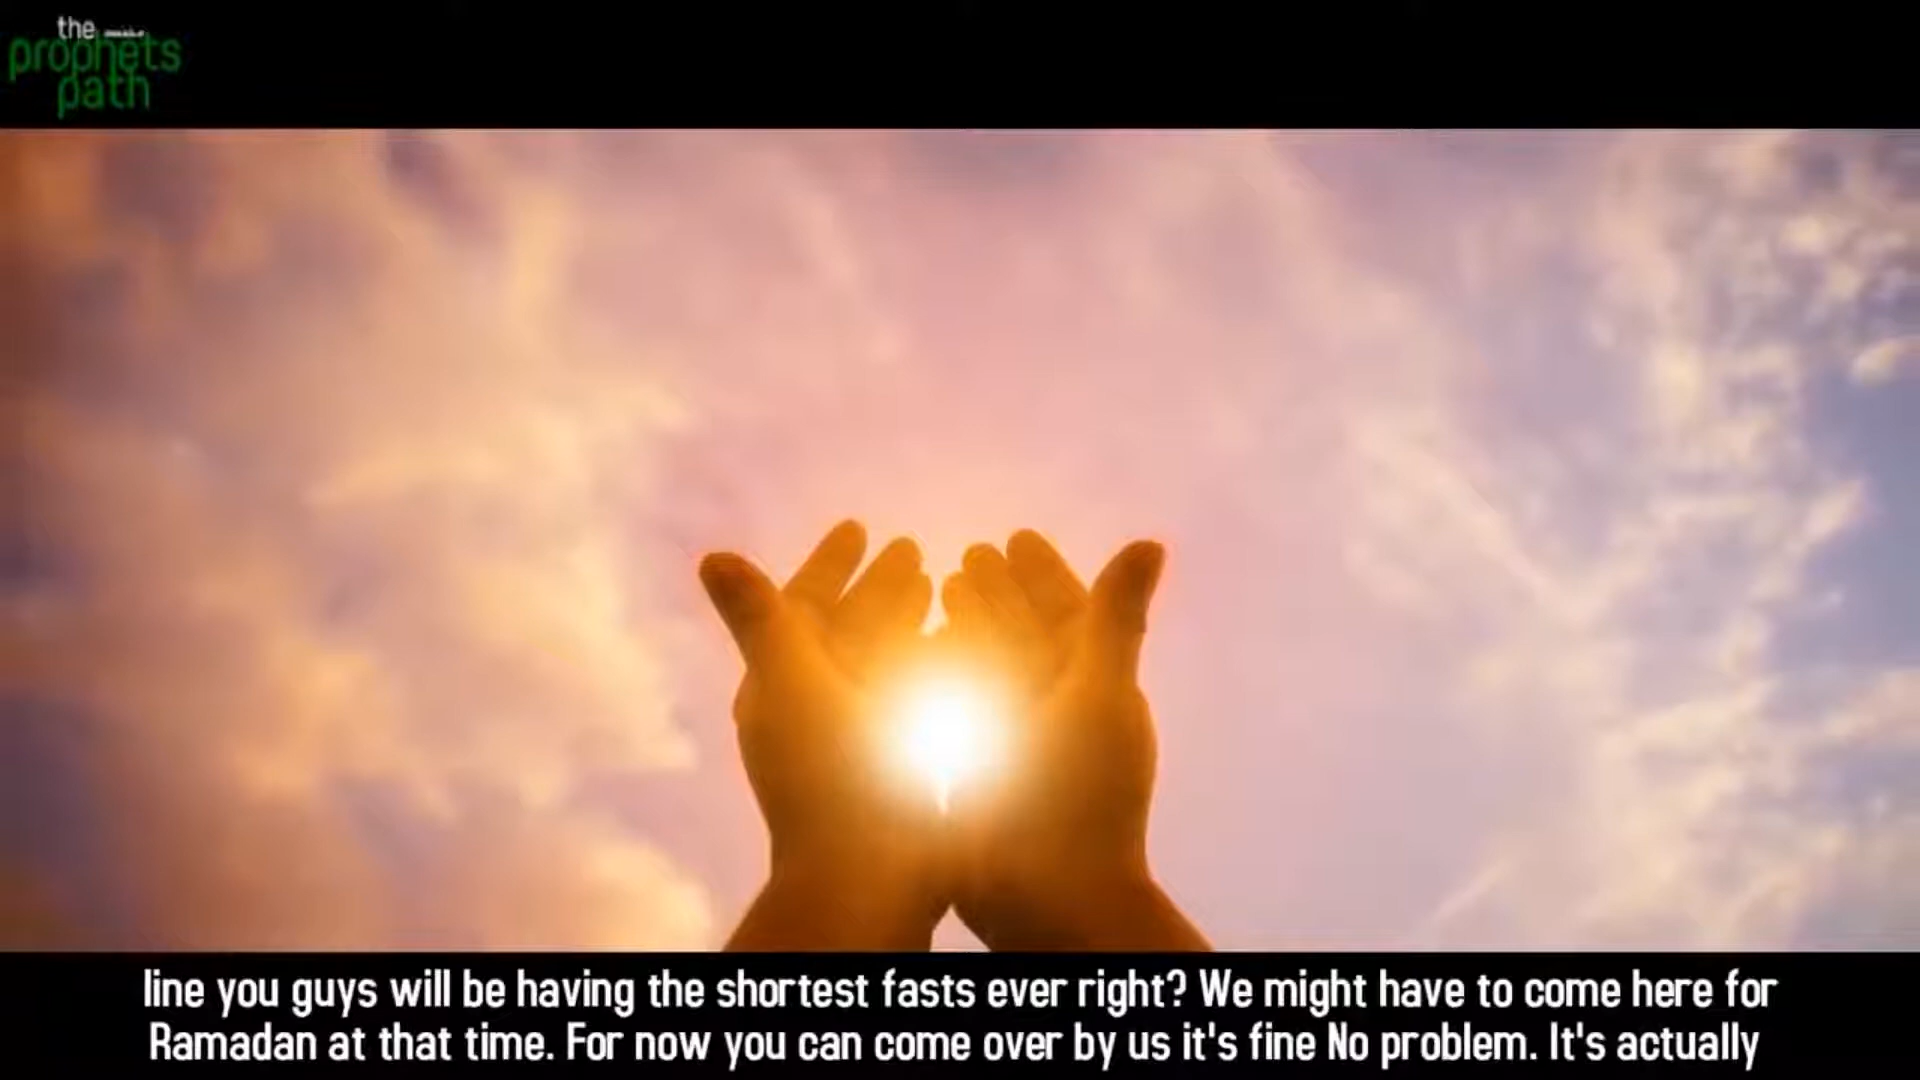 the
prophets
path
line you guys will be having the shortest fasts ever right? We might have to come here for
Ramadan at that time. For now you can come over by us it's fine No problem. It's actually